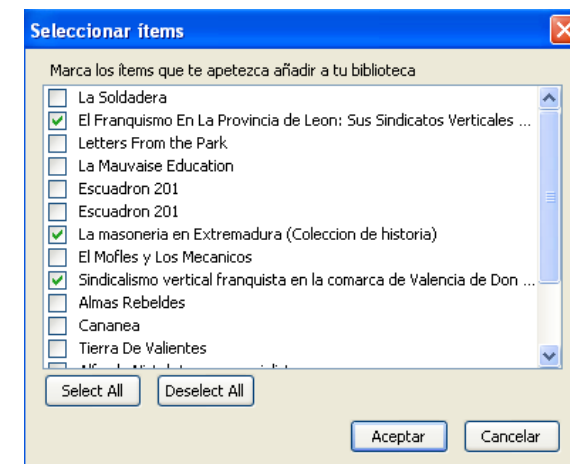 Seleccionar ítems
Marca los ítems que te apetezca añadir a tu biblioteca
La Soldadera
El Franquismo En La Provincia de Leon: Sus Sindicatos Verticales ...
Letters From the Park
La Mauvaise Education
Escuadron 201
Escuadron 201
La masoneria en Extremadura (Coleccion de historia)
El Mofles y Los Mecanicos
Sindicalismo vertical franquista en la comarca de Valencia de Don ...
Almas Rebeldes
Cananea
Tierra De Valientes
Select All
Deselect All
Aceptar
Cancelar